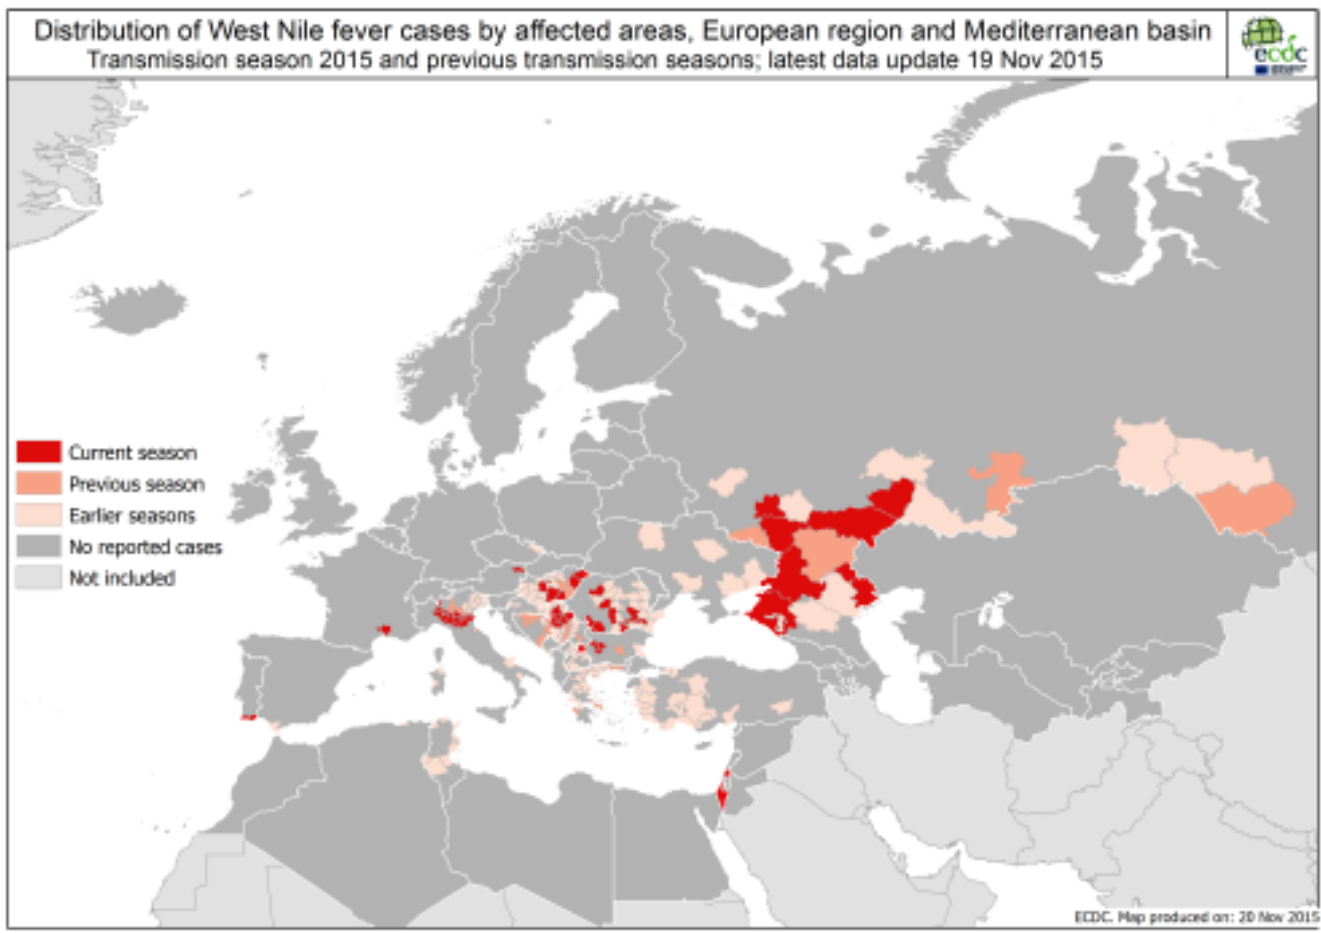 Distribution of West Nile fever cases by affected areas, European region and Mediterranean basin
Transmission season 2015 and previous transmission seasons; latest data update 19 Nov 2015
ecdc
Current season
Previous season
Earlier seasons
No reported cases
Not included
ECDC. Map produced on: 20 Nov 2015